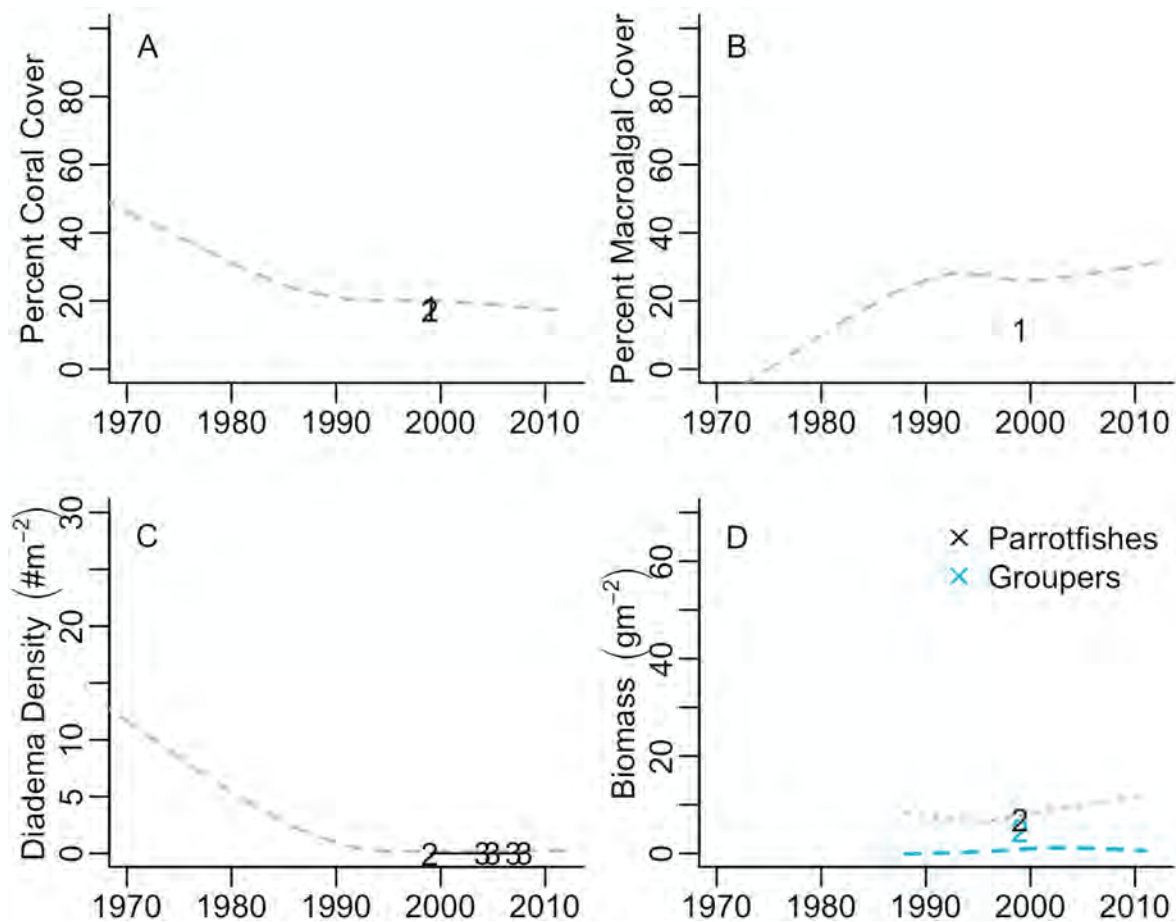 A
Percent Coral Cover
0 20 40 60 80
1
2
1970 1980 1990 2000 2010
B
Percent Macroalgal Cover
0 20 40 60 80
1
1970 1980 1990 2000 2010
C
Diadema Density (#m−2)
0 5 10 20 30
2 3 3 3 3
1970 1980 1990 2000 2010
D
× Parrotfishes
× Groupers
Biomass (gm−2)
0 20 40 60
2
2
1970 1980 1990 2000 2010